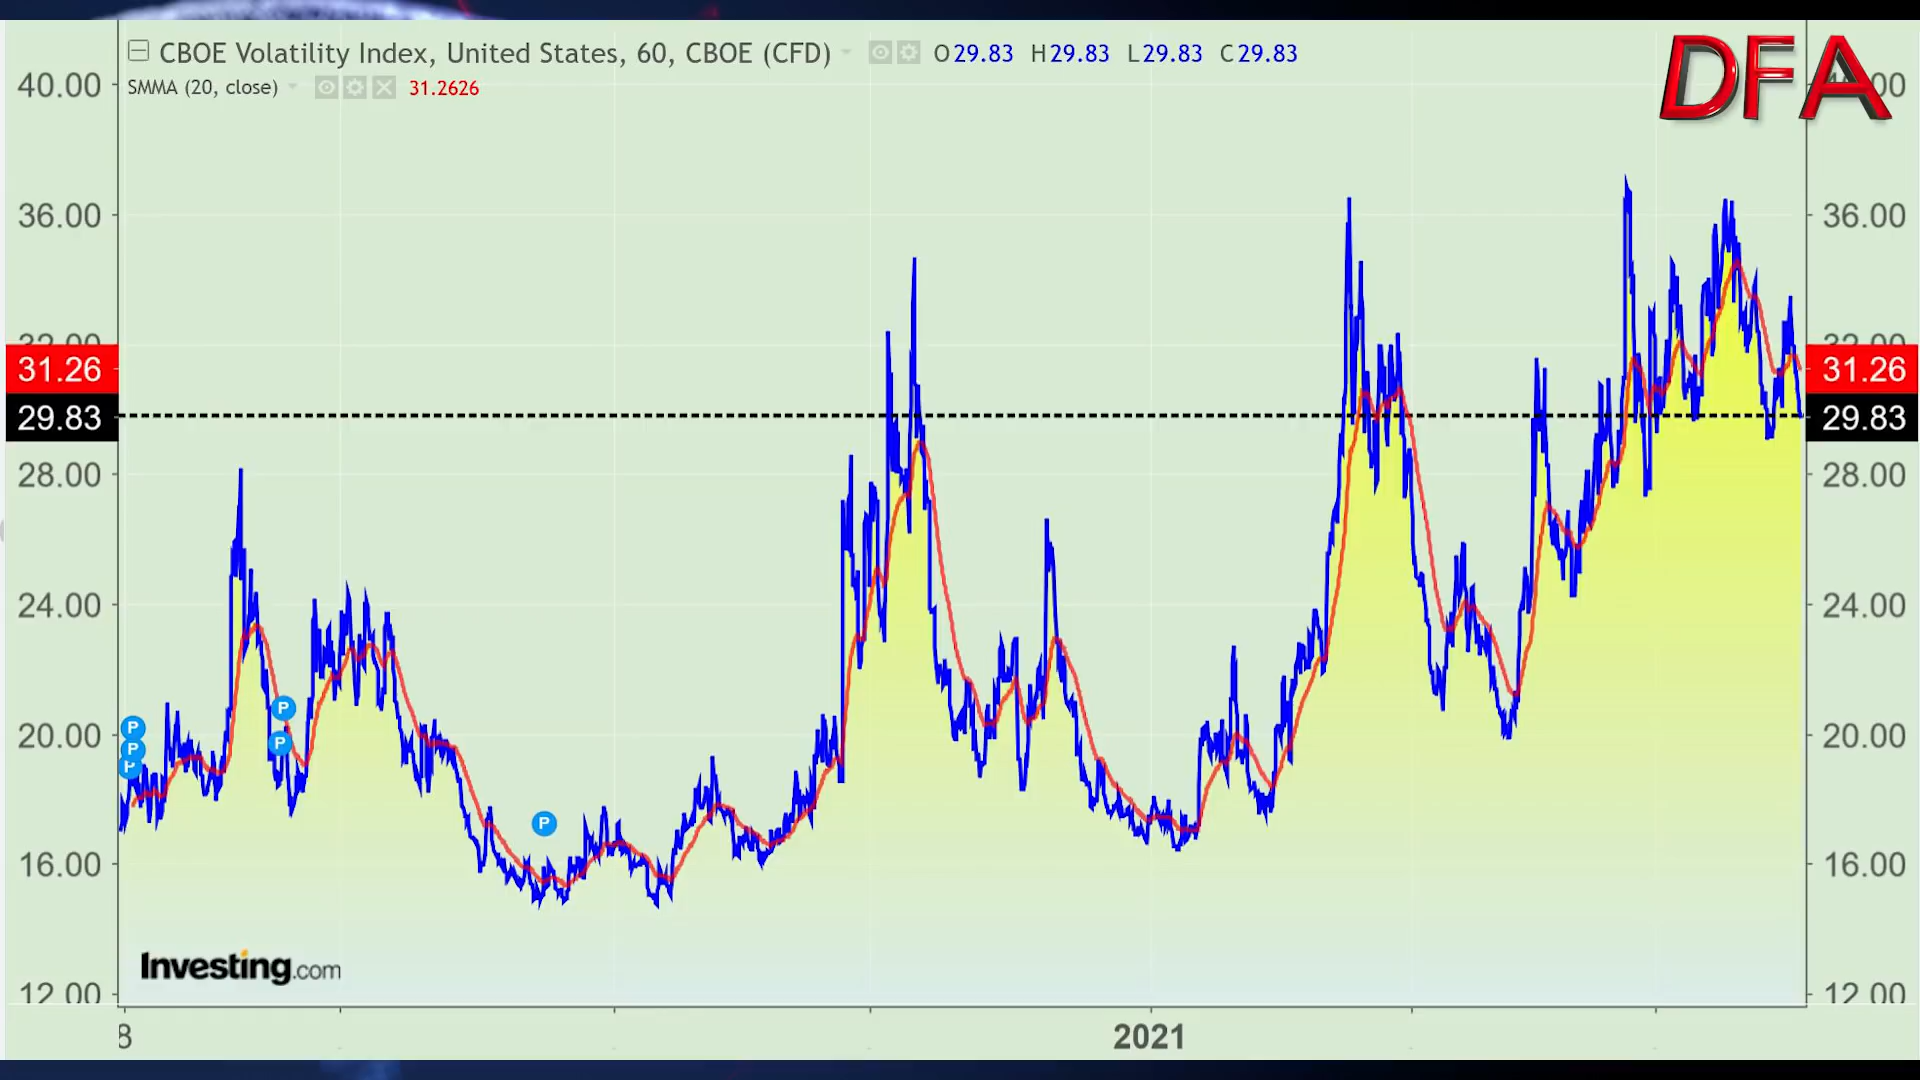 CBOE Volatility Index, United States, 60, CBOE (CFD) O29.83 H29.83 L29.83 C29.83
SMMA (20, close) 31.2626
DFA
40.00
36.00
36.00
31.26
31.26
29.83
29.83
28.00
28.00
24.00
24.00
20.00
20.00
16.00
16.00
12.00
12.00
P
P
P
P
P
P
Investing.com
2021